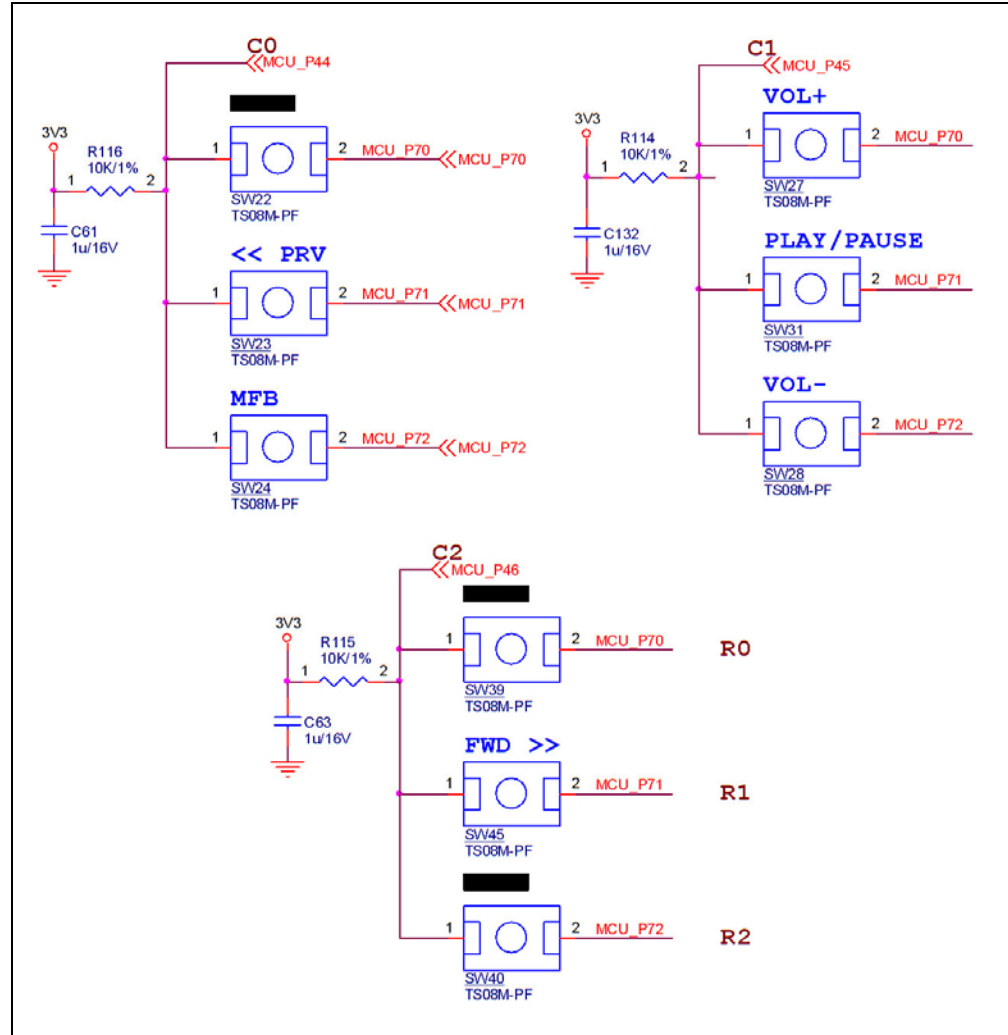 C0
MCU_P44
3V3
R116
10K/1%
1 2
C61
1u/16V
1 2 MCU_P70 MCU_P70
SW22
TS08M-PF
<< PRV
1 2 MCU_P71 MCU_P71
SW23
TS08M-PF
MFB
1 2 MCU_P72 MCU_P72
SW24
TS08M-PF
C1
MCU_P45
VOL+
3V3
R114
10K/1%
1 2
C132
1u/16V
1 2 MCU_P70
SW27
TS08M-PF
PLAY/PAUSE
1 2 MCU_P71
SW31
TS08M-PF
VOL-
1 2 MCU_P72
SW28
TS08M-PF
C2
MCU_P46
3V3
R115
10K/1%
1 2
C63
1u/16V
1 2 MCU_P70 R0
SW39
TS08M-PF
FWD >>
1 2 MCU_P71 R1
SW45
TS08M-PF
1 2 MCU_P72 R2
SW40
TS08M-PF